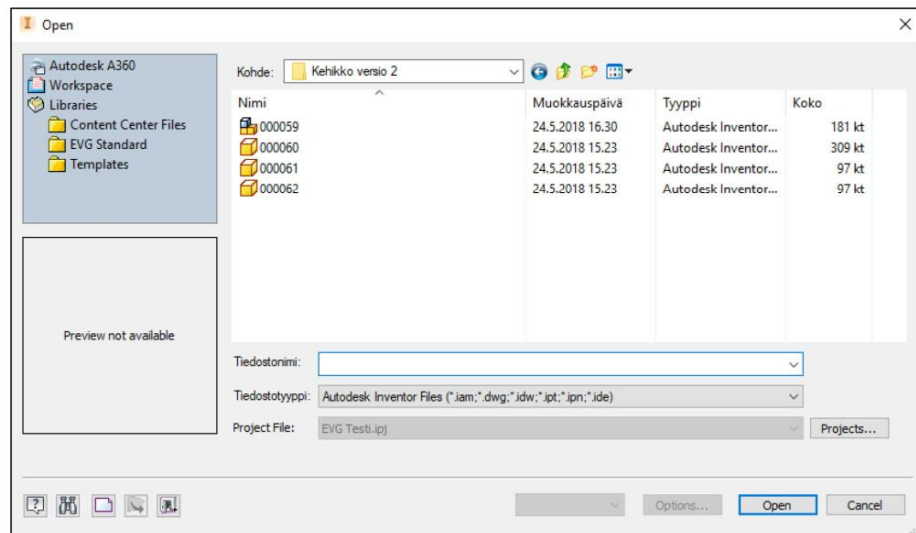 Open
Autodesk A360
Workspace
Libraries
Content Center Files
EVG Standard
Templates
Preview not available
Kohde: Kehikko versio 2
Nimi Muokkauspäivä Tyyppi Koko
000059 24.5.2018 16.30 Autodesk Inventor... 181 kt
000060 24.5.2018 15.23 Autodesk Inventor... 309 kt
000061 24.5.2018 15.23 Autodesk Inventor... 97 kt
000062 24.5.2018 15.23 Autodesk Inventor... 97 kt
Tiedostonimi:
Tiedostotyyppi: Autodesk Inventor Files (*.iam;*.dwg;*.idw;*.ipt;*.ipn;*.ide)
Project File: EVG Testi.ipj Projects...
Options... Open Cancel